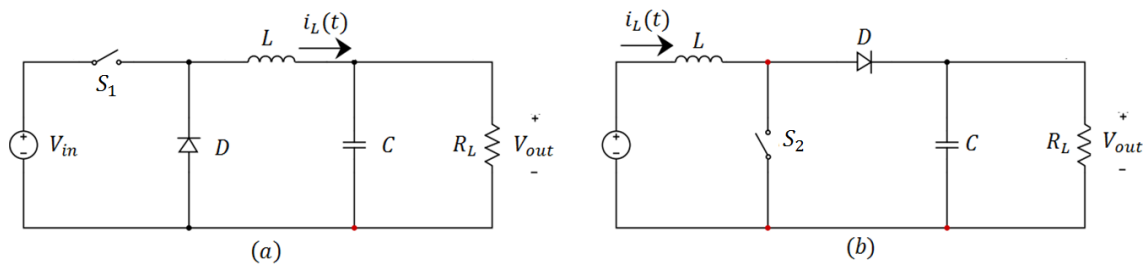 i_L(t)
L
S_1
V_in
+
−
D
C
R_L
+
V_out
−
(a)
i_L(t)
L
D
+
−
S_2
C
R_L
+
V_out
−
(b)